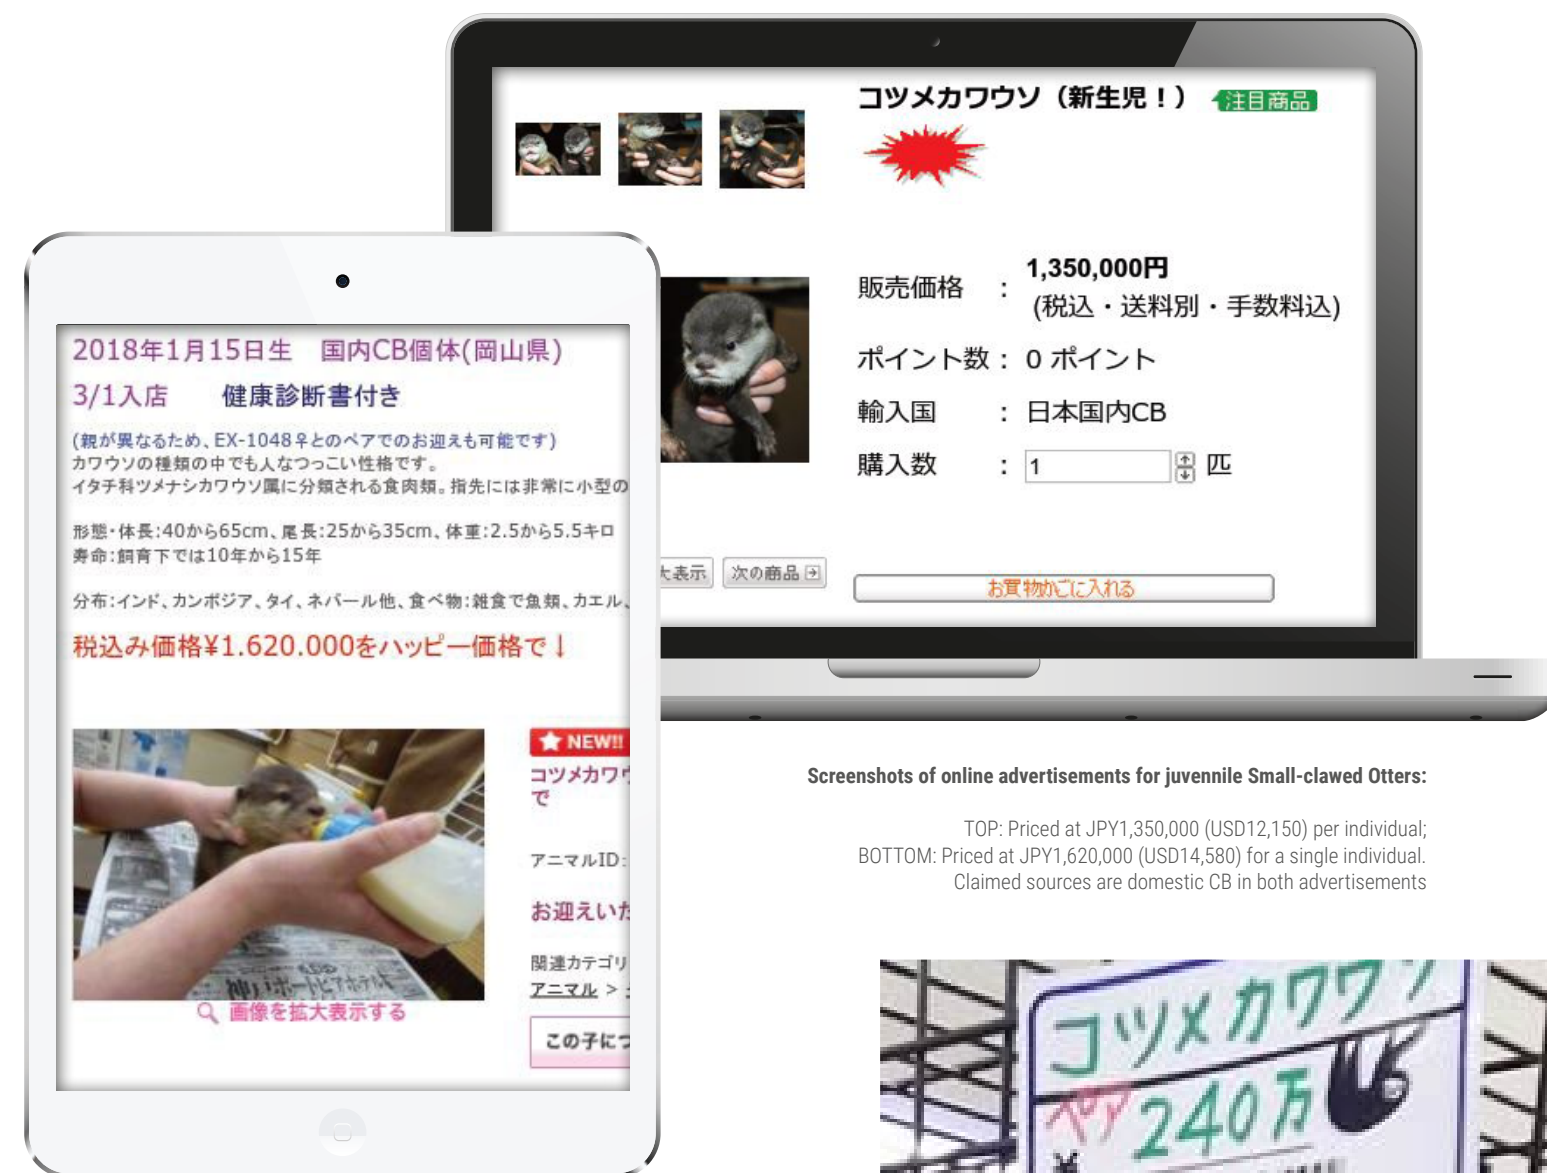 コツメカワウソ（新生児！） 注目商品
販売価格 : 1,350,000円
(税込・送料別・手数料込)
ポイント数 : 0 ポイント
輸入国 : 日本国内CB
購入数 : 1 匹
大表示 次の商品
お買物かごに入れる
2018年1月15日生 国内CB個体(岡山県)
3/1入店 健康診断書付き
(親が異なるため、EX-1048♀とのペアでのお迎えも可能です)
カワウソの種類の中でも人なつっこい性格です。
イタチ科ツメナシカワウソ属に分類される食肉類。指先には非常に小型の
形態・体長:40から65cm、尾長:25から35cm、体重:2.5から5.5キロ
寿命:飼育下では10年から15年
分布:インド、カンボジア、タイ、ネパール他、食べ物:雑食で魚類、カエル、
税込み価格¥1.620.000をハッピー価格で↓
NEW!!
コツメカワウ
で
アニマルID:
お迎えいた
関連カテゴリ
アニマル >
この子につ
画像を拡大表示する
神戸ポートピアホテル
Screenshots of online advertisements for juvennile Small-clawed Otters:
TOP: Priced at JPY1,350,000 (USD12,150) per individual;
BOTTOM: Priced at JPY1,620,000 (USD14,580) for a single individual.
Claimed sources are domestic CB in both advertisements
コツメカワウソ
ペア 240万
¥